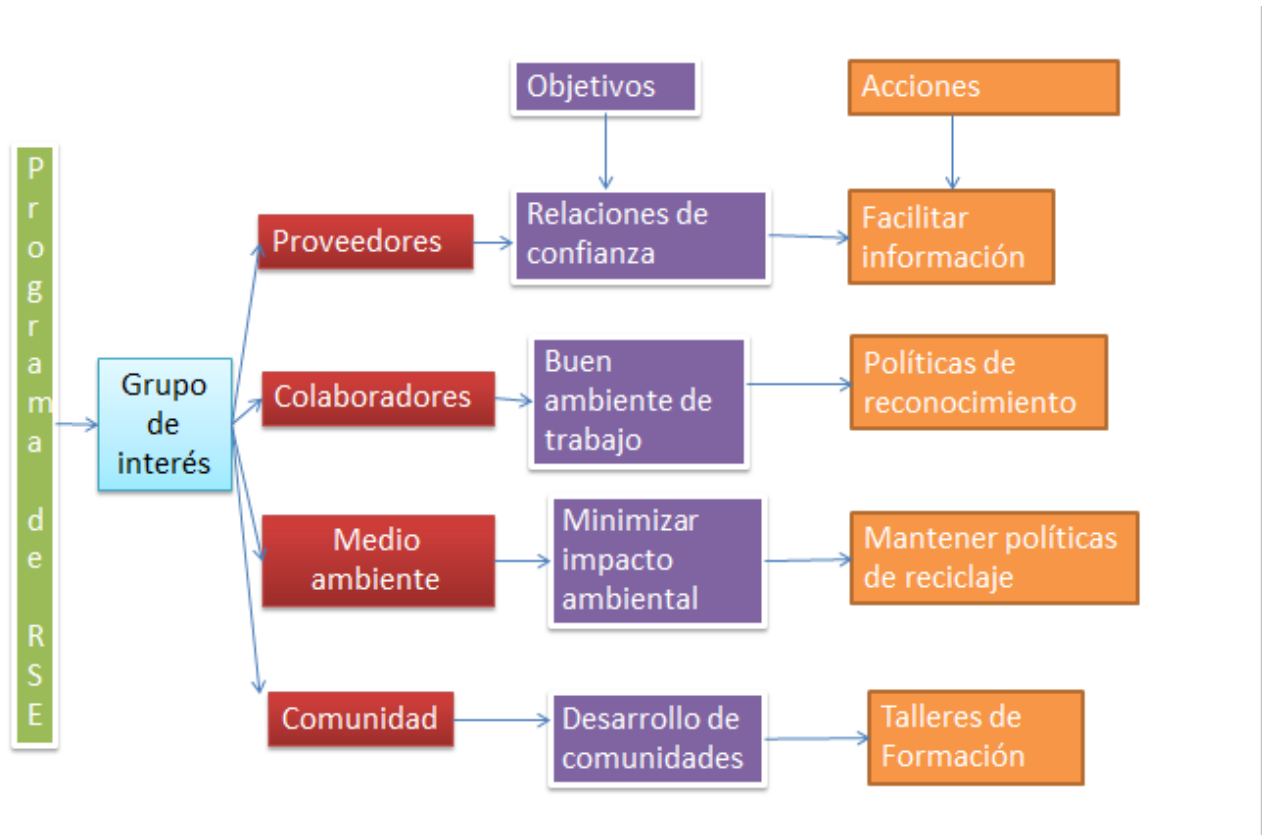 Programa de RSE
Grupo
de
interés
Objetivos
Acciones
Proveedores
Relaciones de
confianza
Facilitar
información
Colaboradores
Buen
ambiente de
trabajo
Políticas de
reconocimiento
Medio
ambiente
Minimizar
impacto
ambiental
Mantener políticas
de reciclaje
Comunidad
Desarrollo de
comunidades
Talleres de
Formación